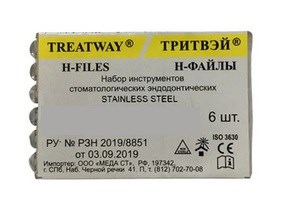 TREATWAY® ТРИТВЭЙ®
H-FILES H-ФАЙЛЫ
Набор инструментов
стоматологических эндодонтических
STAINLESS STEEL
6 шт.
РУ № РЗН 2019/8851
от 03.09.2019
ISO 3630
Импортер: ООО «МЕДА СТ», РФ, 197342,
г. СПб, Наб. Черной речки 41. П, т. (812) 702-70-08